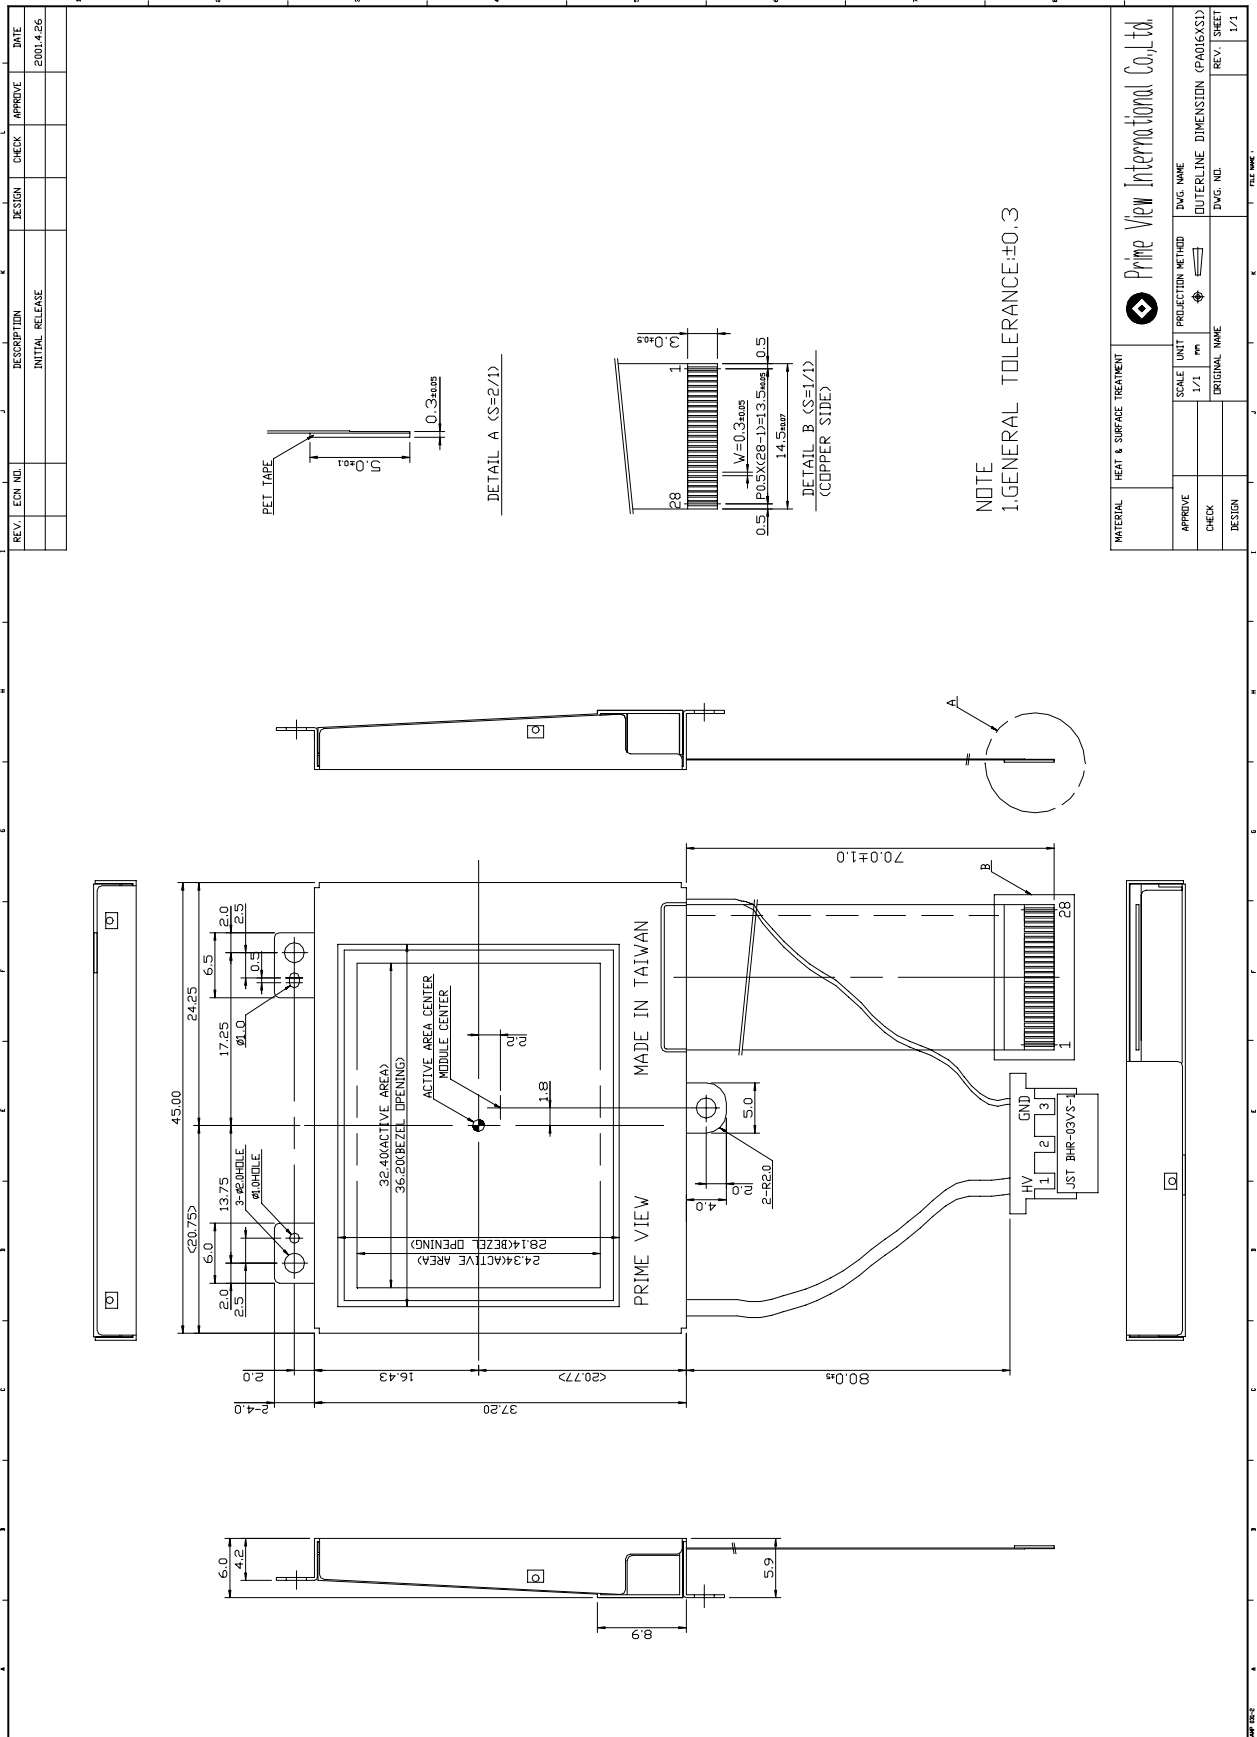 REV.
ECN NO.
DESCRIPTION
DESIGN
CHECK
APPROVE
DATE
INITIAL RELEASE
2001.4.26
PET TAPE
5.0±0.1
0.3±0.05
DETAIL A (S=2/1)
28
1
3.0±0.5
W=0.3±0.05
0.5
P0.5X(28-1)=13.5±0.05
0.5
14.5±0.07
DETAIL B (S=1/1)
(COPPER SIDE)
NOTE
1.GENERAL TOLERANCE:±0.3
A
45.00
<20.75>
24.25
6.0
13.75
17.25
6.5
2.0
2.5
3-ø2.0HOLE
ø1.0HOLE
ø1.0
0.5
2.0
2.5
32.40(ACTIVE AREA)
36.20(BEZEL OPENING)
24.34(ACTIVE AREA)
28.14(BEZEL OPENING)
ACTIVE AREA CENTER
MODULE CENTER
2.2
1.8
PRIME VIEW
MADE IN TAIWAN
2.0
2-4.0
16.43
<20.77>
37.20
80.0±5
4.0
2.0
2-R2.0
5.0
70.0±1.0
B
1
28
HV
GND
1
2
3
JST BHR-03VS-1
6.0
4.2
5.9
8.9
MATERIAL
HEAT & SURFACE TREATMENT
Prime View International Co.,Ltd.
APPROVE
CHECK
DESIGN
SCALE
1/1
UNIT
mm
PROJECTION METHOD
DWG. NAME
OUTERLINE DIMENSION (PA016XS1)
ORIGINAL NAME
DWG. NO.
REV.
SHEET
1/1
FILE NAME :